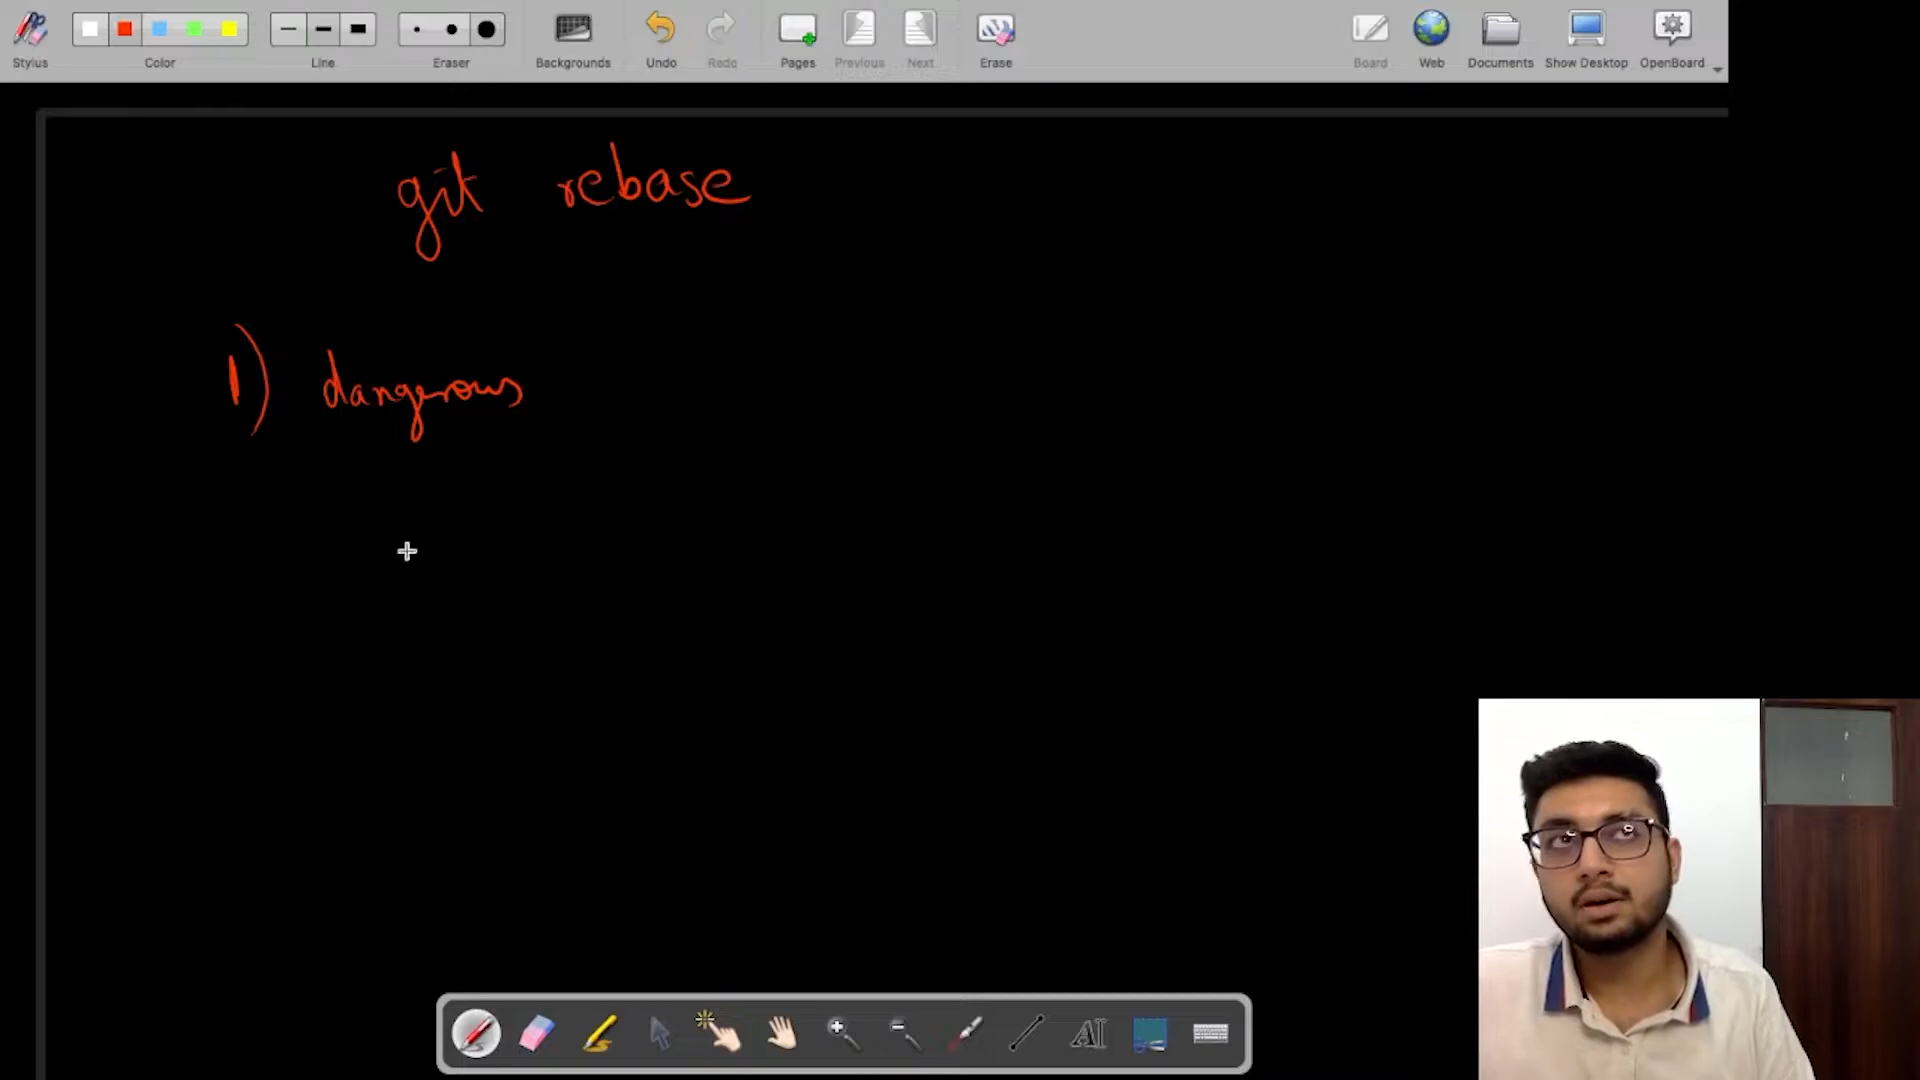 Stylus Color Line Eraser Backgrounds Undo Redo Pages Previous Next Erase Board Web Documents Show Desktop OpenBoard
git rebase
1) dangerous
AI